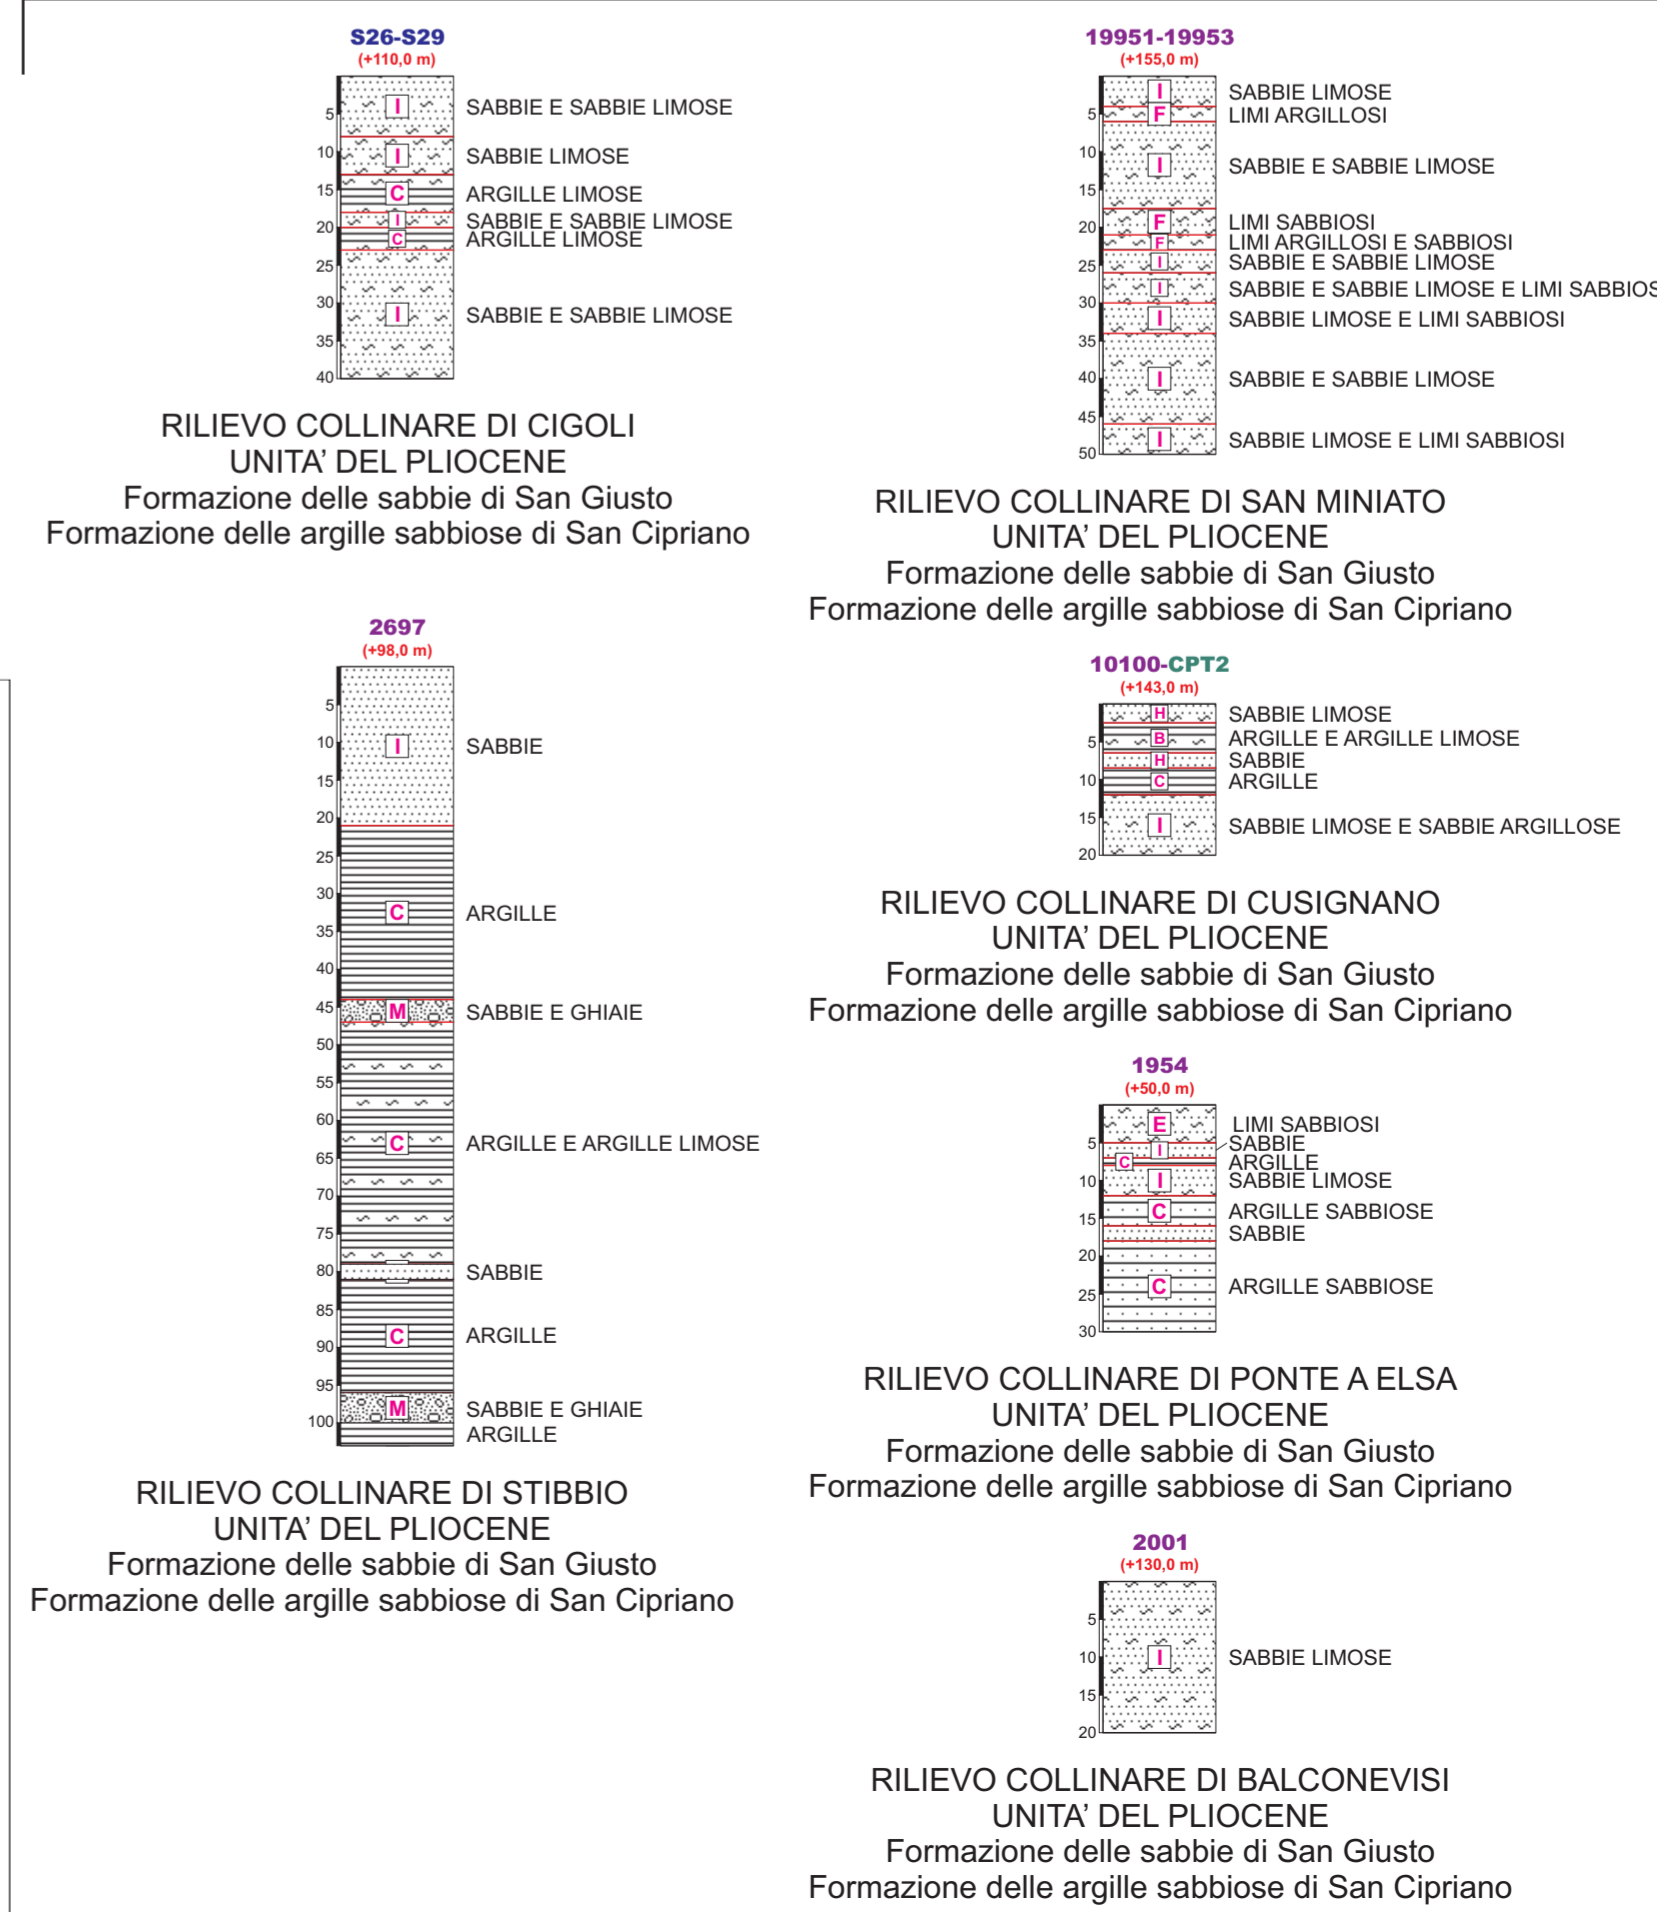 S26-S29
(+110,0 m)
5
10
15
20
25
30
35
40
I
I
C
I
C
I
SABBIE E SABBIE LIMOSE
SABBIE LIMOSE
ARGILLE LIMOSE
SABBIE E SABBIE LIMOSE
ARGILLE LIMOSE
SABBIE E SABBIE LIMOSE
RILIEVO COLLINARE DI CIGOLI
UNITA' DEL PLIOCENE
Formazione delle sabbie di San Giusto
Formazione delle argille sabbiose di San Cipriano
2697
(+98,0 m)
5
10
15
20
25
30
35
40
45
50
55
60
65
70
75
80
85
90
95
100
I
C
M
C
C
M
SABBIE
ARGILLE
SABBIE E GHIAIE
ARGILLE E ARGILLE LIMOSE
SABBIE
ARGILLE
SABBIE E GHIAIE
ARGILLE
RILIEVO COLLINARE DI STIBBIO
UNITA' DEL PLIOCENE
Formazione delle sabbie di San Giusto
Formazione delle argille sabbiose di San Cipriano
19951-19953
(+155,0 m)
5
10
15
20
25
30
35
40
45
50
I
F
I
F
F
I
I
I
I
I
SABBIE LIMOSE
LIMI ARGILLOSI
SABBIE E SABBIE LIMOSE
LIMI SABBIOSI
LIMI ARGILLOSI E SABBIOSI
SABBIE E SABBIE LIMOSE
SABBIE E SABBIE LIMOSE E LIMI SABBIOS
SABBIE LIMOSE E LIMI SABBIOSI
SABBIE E SABBIE LIMOSE
SABBIE LIMOSE E LIMI SABBIOSI
RILIEVO COLLINARE DI SAN MINIATO
UNITA' DEL PLIOCENE
Formazione delle sabbie di San Giusto
Formazione delle argille sabbiose di San Cipriano
10100-CPT2
(+143,0 m)
5
10
15
20
H
B
H
C
I
SABBIE LIMOSE
ARGILLE E ARGILLE LIMOSE
SABBIE
ARGILLE
SABBIE LIMOSE E SABBIE ARGILLOSE
RILIEVO COLLINARE DI CUSIGNANO
UNITA' DEL PLIOCENE
Formazione delle sabbie di San Giusto
Formazione delle argille sabbiose di San Cipriano
1954
(+50,0 m)
5
10
15
20
25
30
E
I
C
I
C
C
LIMI SABBIOSI
SABBIE
ARGILLE
SABBIE LIMOSE
ARGILLE SABBIOSE
SABBIE
ARGILLE SABBIOSE
RILIEVO COLLINARE DI PONTE A ELSA
UNITA' DEL PLIOCENE
Formazione delle sabbie di San Giusto
Formazione delle argille sabbiose di San Cipriano
2001
(+130,0 m)
5
10
15
20
I
SABBIE LIMOSE
RILIEVO COLLINARE DI BALCONEVISI
UNITA' DEL PLIOCENE
Formazione delle sabbie di San Giusto
Formazione delle argille sabbiose di San Cipriano